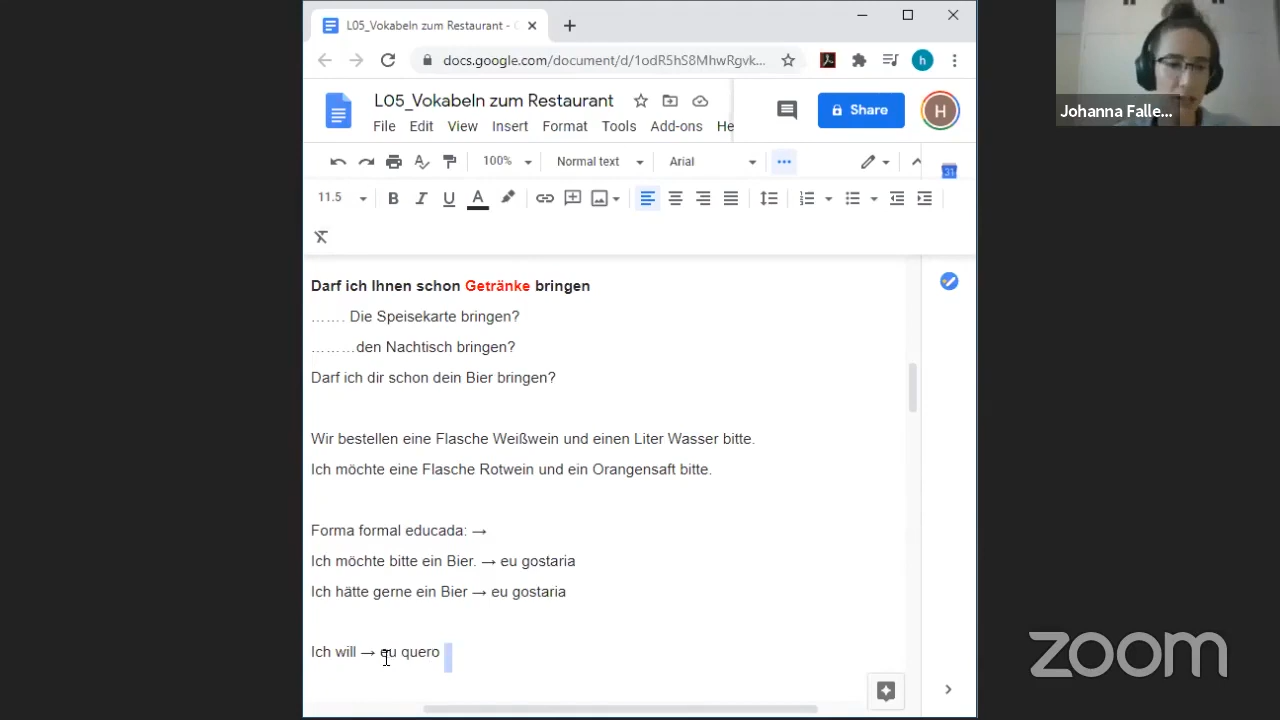 L05_Vokabeln zum Restaurant -
docs.google.com/document/d/1odR5hS8MhwRgvk...
h
L05_Vokabeln zum Restaurant
File Edit View Insert Format Tools Add-ons He
Share
H
100% Normal text Arial
31
11.5 B I U A
Darf ich Ihnen schon Getränke bringen
……. Die Speisekarte bringen?
………den Nachtisch bringen?
Darf ich dir schon dein Bier bringen?
Wir bestellen eine Flasche Weißwein und einen Liter Wasser bitte.
Ich möchte eine Flasche Rotwein und ein Orangensaft bitte.
Forma formal educada: →
Ich möchte bitte ein Bier. → eu gostaria
Ich hätte gerne ein Bier → eu gostaria
Ich will → eu quero
Johanna Falle...
zoom